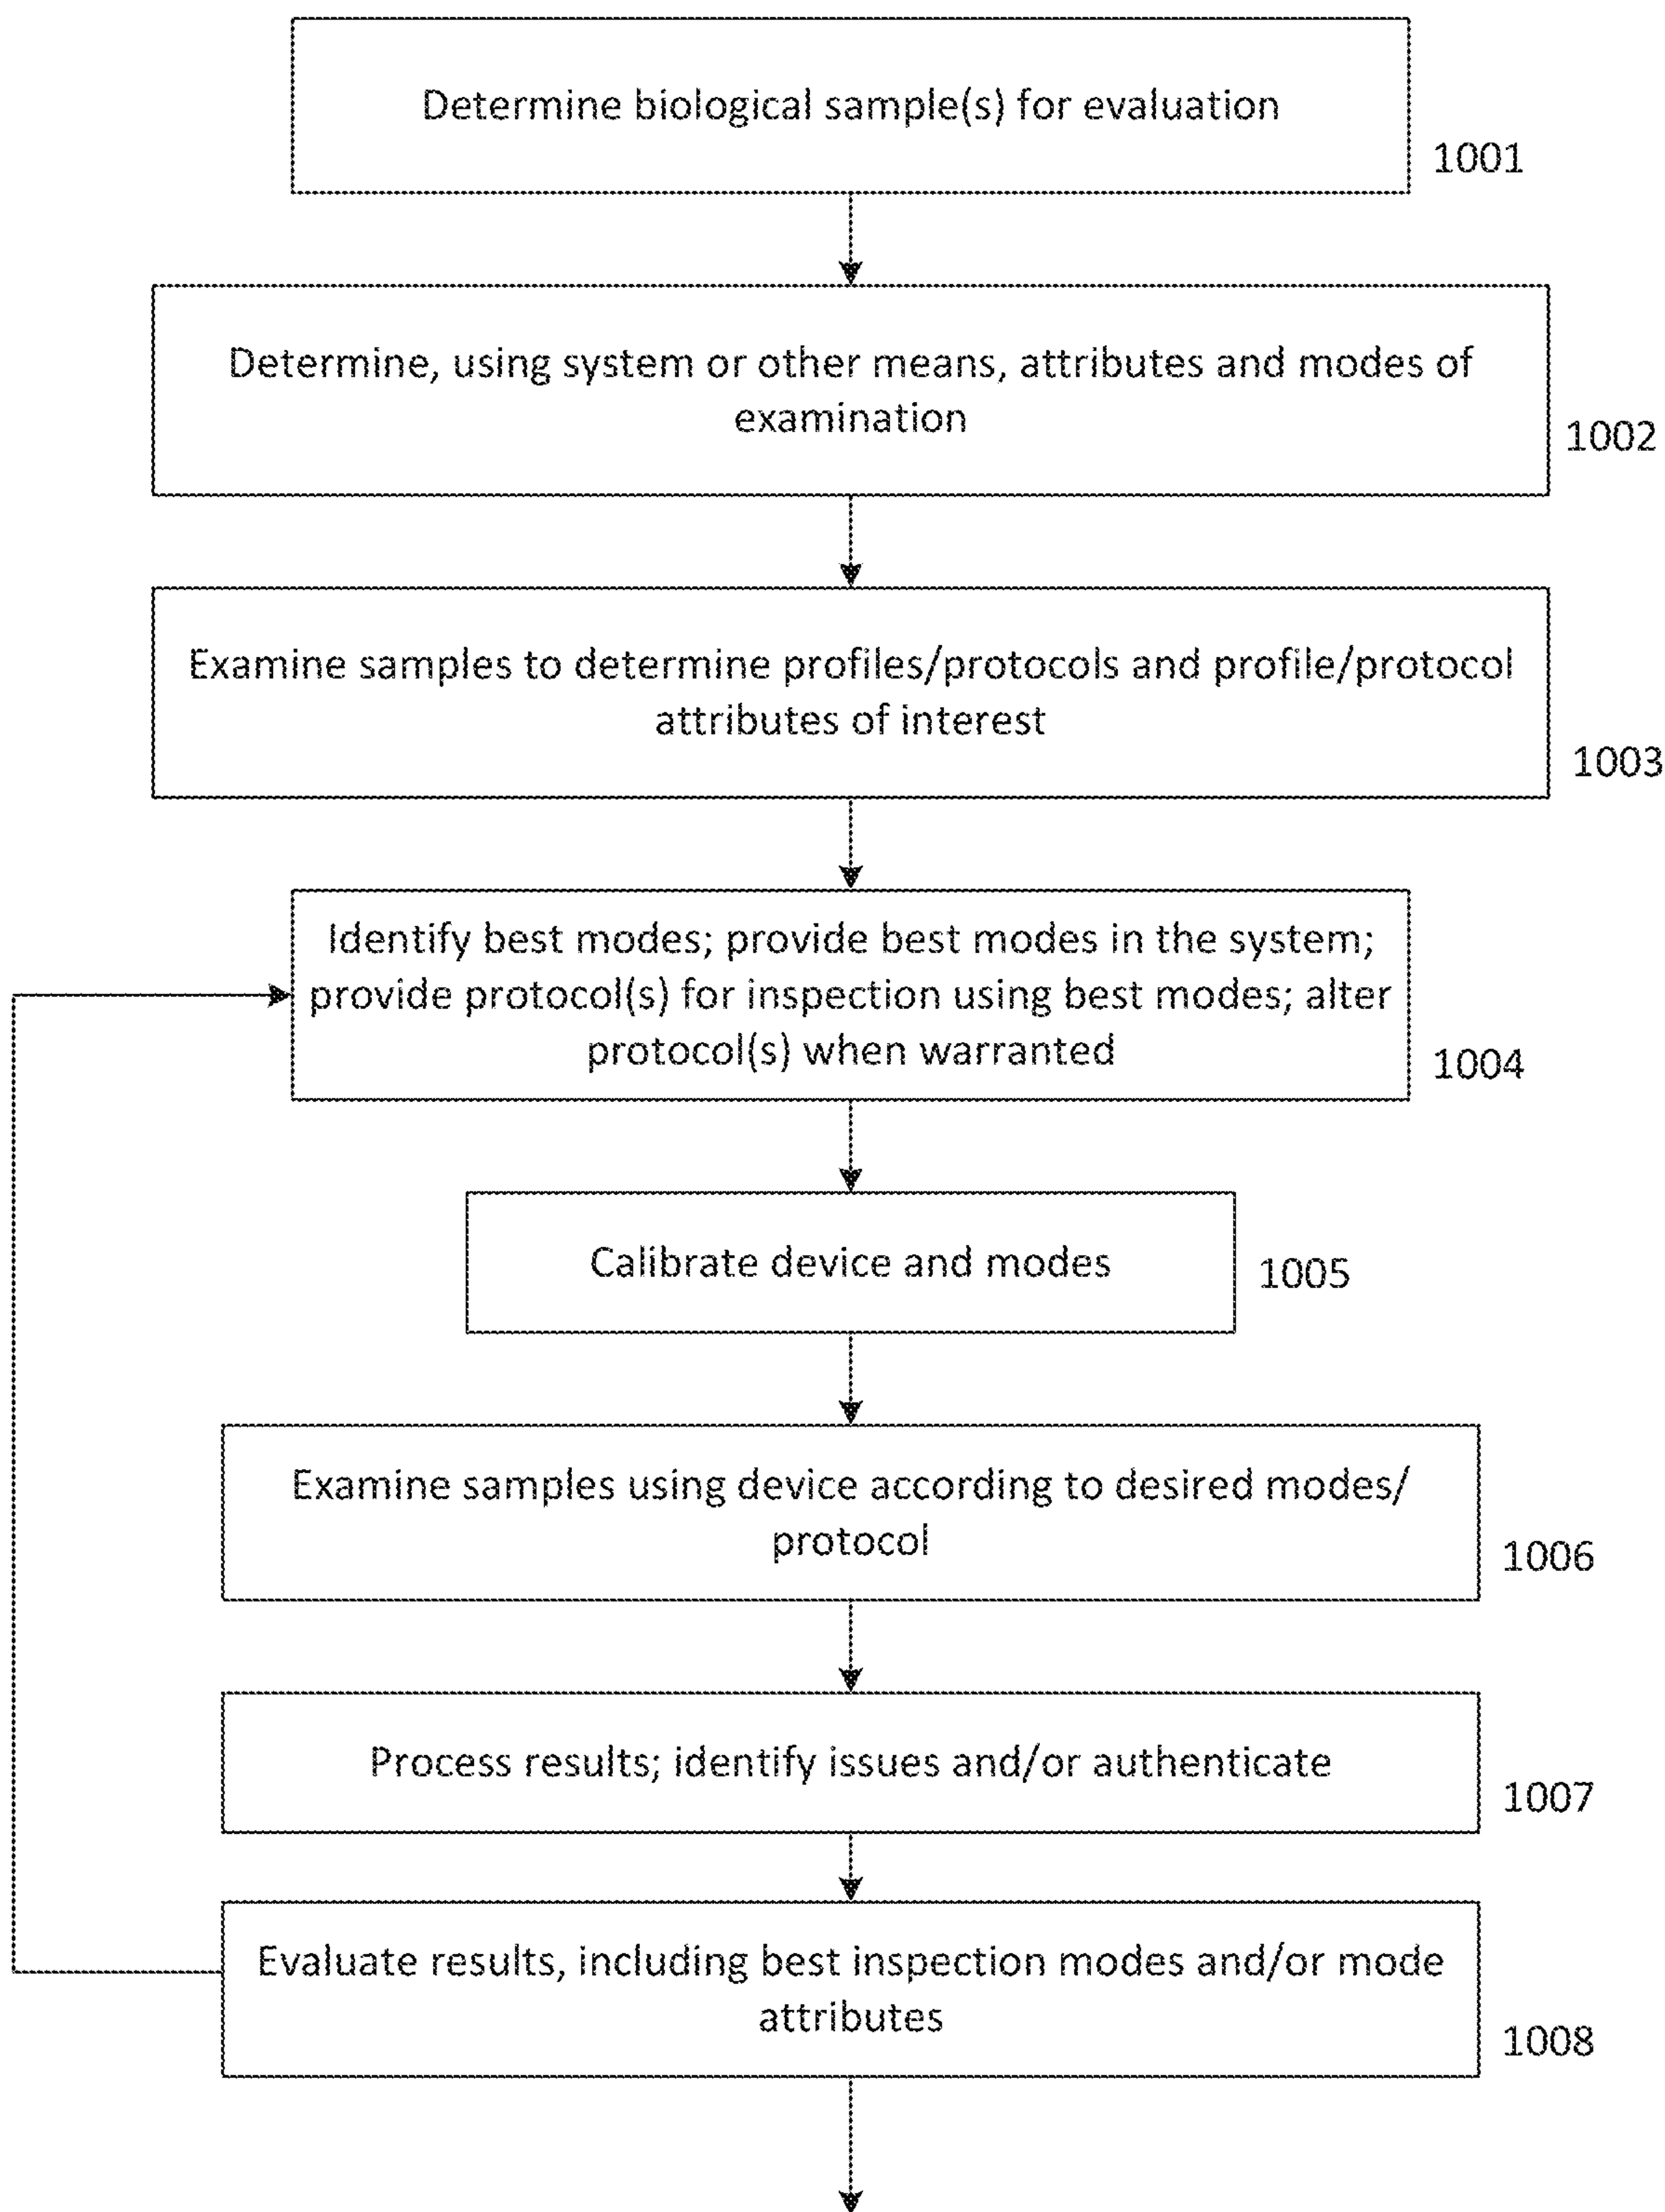 Determine biological sample(s) for evaluation
1001
Determine, using system or other means, attributes and modes of
examination
1002
Examine samples to determine profiles/protocols and profile/protocol
attributes of interest
1003
Identify best modes; provide best modes in the system;
provide protocol(s) for inspection using best modes; alter
protocol(s) when warranted
1004
Calibrate device and modes
1005
Examine samples using device according to desired modes/
protocol
1006
Process results; identify issues and/or authenticate
1007
Evaluate results, including best inspection modes and/or mode
attributes
1008